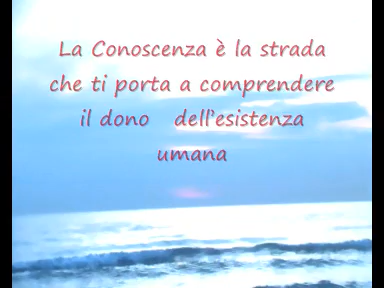 La Conoscenza è la strada
che ti porta a comprendere
il dono dell'esistenza
umana